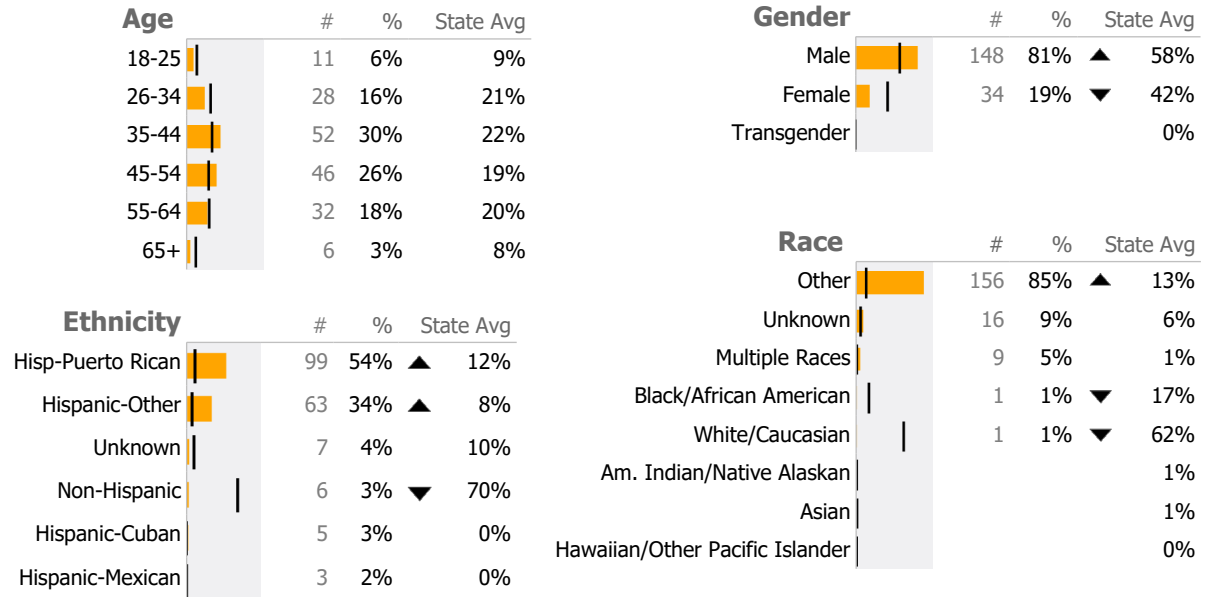 Age # % State Avg
18-25 11 6% 9%
26-34 28 16% 21%
35-44 52 30% 22%
45-54 46 26% 19%
55-64 32 18% 20%
65+ 6 3% 8%
Ethnicity # % State Avg
Hisp-Puerto Rican 99 54% ▲ 12%
Hispanic-Other 63 34% ▲ 8%
Unknown 7 4% 10%
Non-Hispanic 6 3% ▼ 70%
Hispanic-Cuban 5 3% 0%
Hispanic-Mexican 3 2% 0%
Gender # % State Avg
Male 148 81% ▲ 58%
Female 34 19% ▼ 42%
Transgender 0%
Race # % State Avg
Other 156 85% ▲ 13%
Unknown 16 9% 6%
Multiple Races 9 5% 1%
Black/African American 1 1% ▼ 17%
White/Caucasian 1 1% ▼ 62%
Am. Indian/Native Alaskan 1%
Asian 1%
Hawaiian/Other Pacific Islander 0%